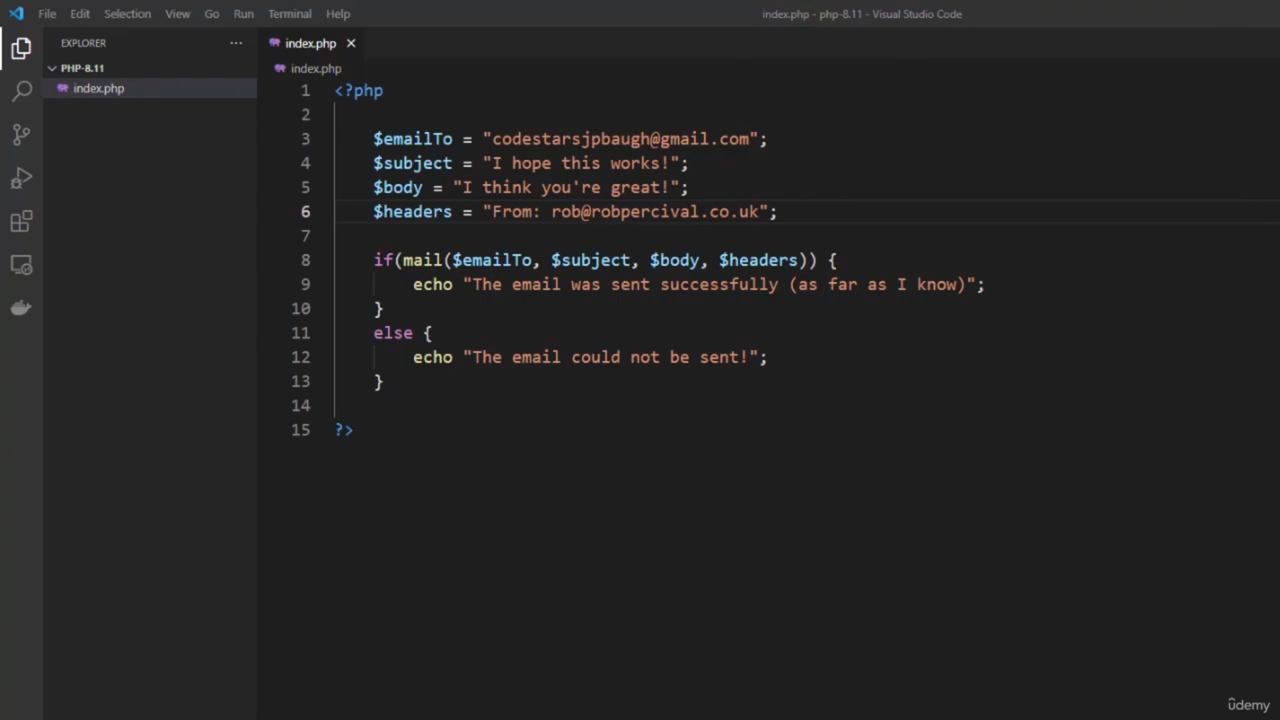 File Edit Selection View Go Run Terminal Help index.php - php-8.11 - Visual Studio Code
EXPLORER ··· index.php ×
PHP-8.11 index.php
index.php
1 <?php
2
3 $emailTo = "codestarsjpbaugh@gmail.com";
4 $subject = "I hope this works!";
5 $body = "I think you're great!";
6 $headers = "From: rob@robpercival.co.uk";
7
8 if(mail($emailTo, $subject, $body, $headers)) {
9 echo "The email was sent successfully (as far as I know)";
10 }
11 else {
12 echo "The email could not be sent!";
13 }
14
15 ?>
ûdemy